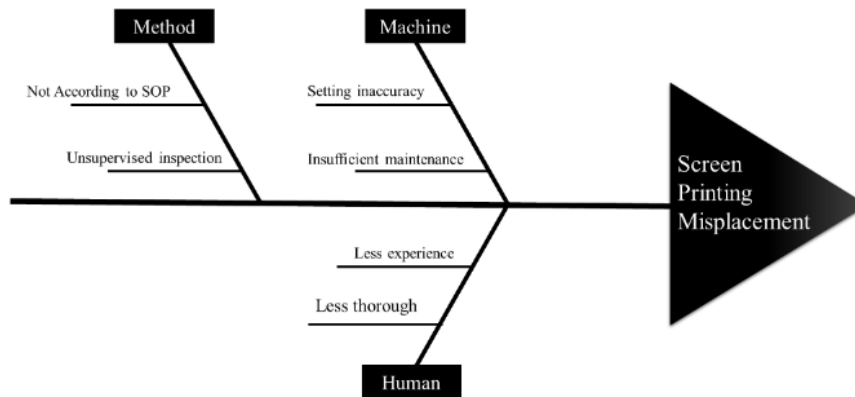 Method
Machine
Not According to SOP
Setting inaccuracy
Unsupervised inspection
Insufficient maintenance
Screen
Printing
Misplacement
Less experience
Less thorough
Human